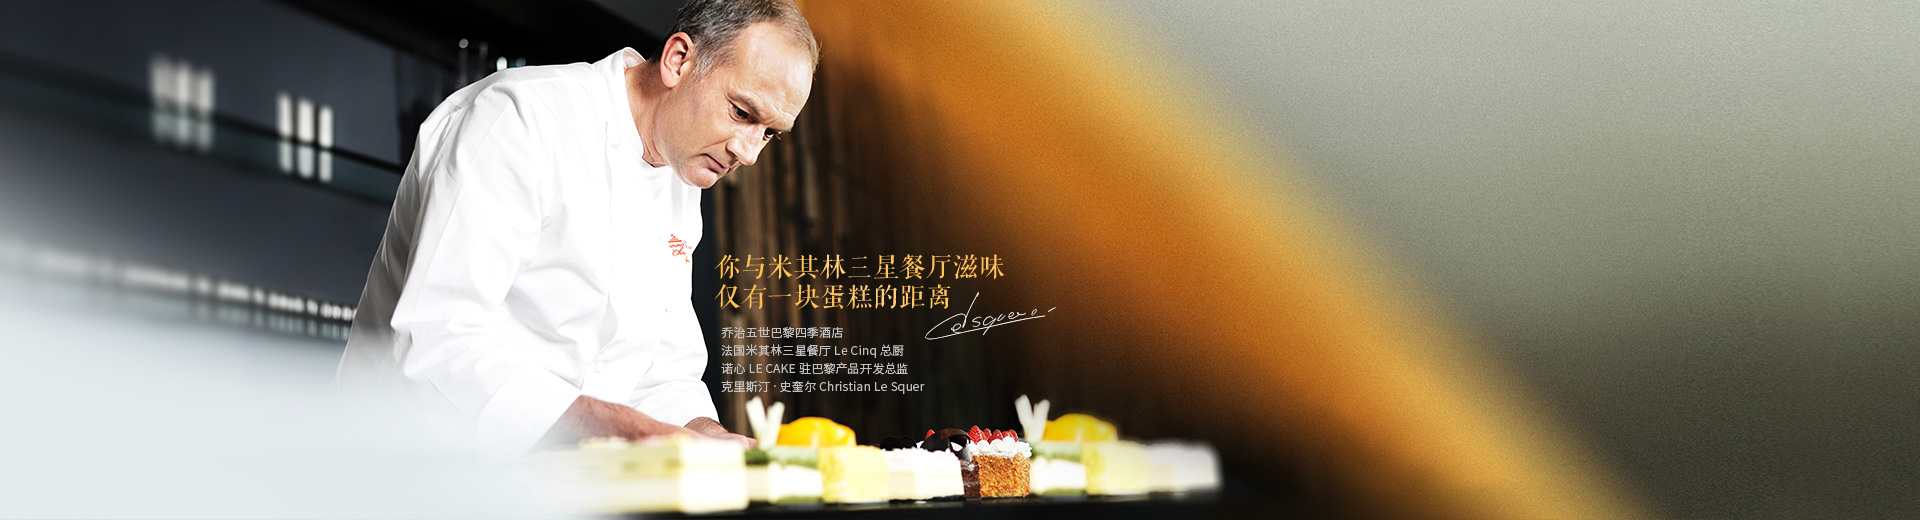 你与米其林三星餐厅滋味
仅有一块蛋糕的距离
乔治五世巴黎四季酒店
法国米其林三星餐厅 Le Cinq 总厨
诺心 LE CAKE 驻巴黎产品开发总监
克里斯汀 · 史奎尔 Christian Le Squer